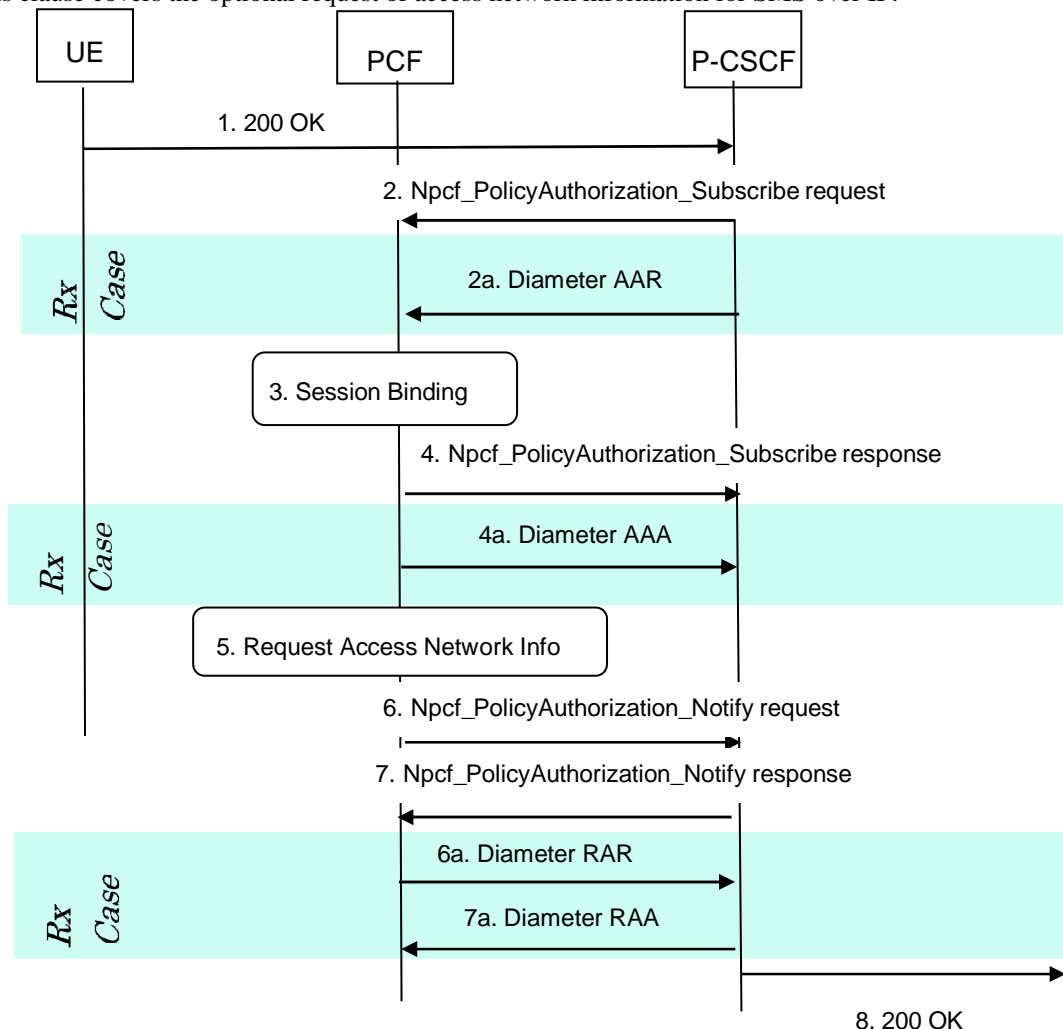 clause covers the optional request of access network information for SMS over IP.
UE
PCF
P-CSCF
1. 200 OK
2. Npcf_PolicyAuthorization_Subscribe request
Rx Case
2a. Diameter AAR
3. Session Binding
4. Npcf_PolicyAuthorization_Subscribe response
Rx Case
4a. Diameter AAA
5. Request Access Network Info
6. Npcf_PolicyAuthorization_Notify request
7. Npcf_PolicyAuthorization_Notify response
Rx Case
6a. Diameter RAR
7a. Diameter RAA
8. 200 OK